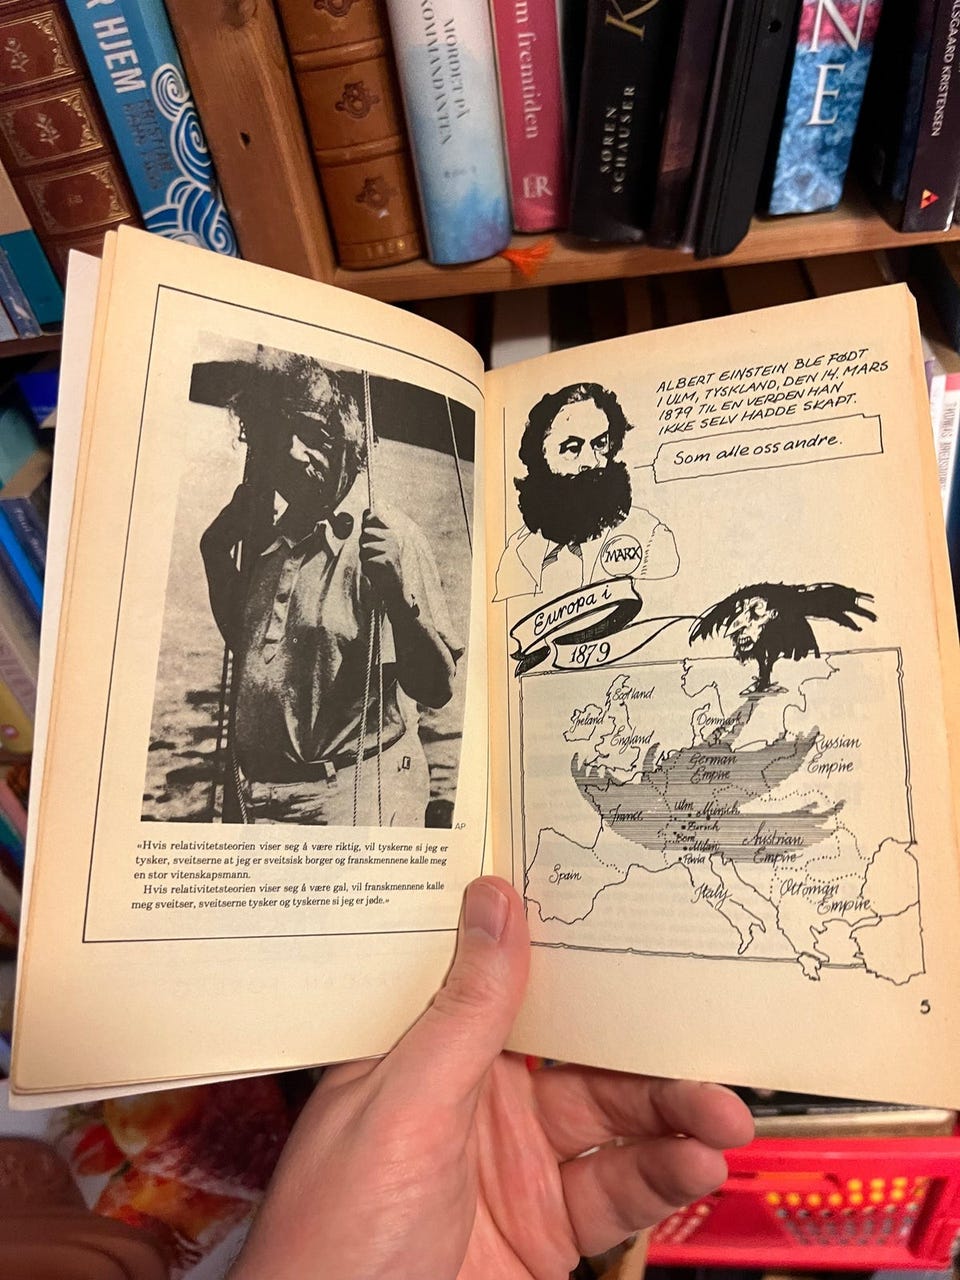 HJEM
MORDET PÅ
KOMMANDANTEN
fremtiden
SØREN
SCHAUSER
NE
KRISTENSEN
AP
«Hvis relativitetsteorien viser seg å være riktig, vil tyskerne si jeg er
tysker, sveitserne at jeg er sveitsisk borger og franskmennene kalle meg
en stor vitenskapsmann.
Hvis relativitetsteorien viser seg å være gal, vil franskmennene kalle
meg sveitser, sveitserne tysker og tyskerne si jeg er jøde.»
ALBERT EINSTEIN BLE FØDT
I ULM, TYSKLAND, DEN 14. MARS
1879 TIL EN VERDEN HAN
IKKE SELV HADDE SKAPT.
Som alle oss andre.
MARX
Europa i
1879
Scotland
Ireland
England
Denmark
Russian
Empire
German
Empire
France
Ulm
Münich
Zürich
Bern
Milan
Pavia
Austrian
Empire
Spain
Italy
Ottoman
Empire
5